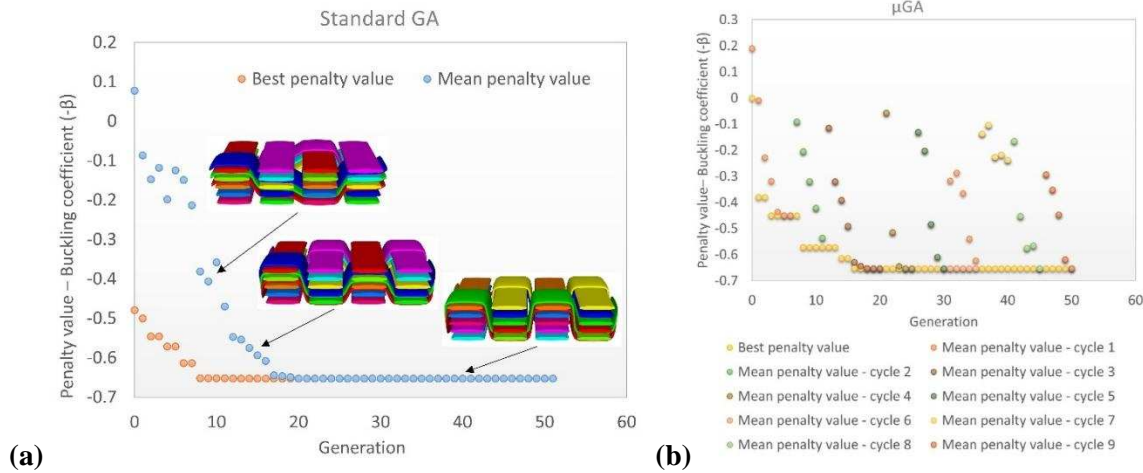 Standard GA
0.2
0.1
0
-0.1
-0.2
-0.3
-0.4
-0.5
-0.6
-0.7
Penalty value – Buckling coefficient (-β)
Best penalty value
Mean penalty value
0 10 20 30 40 50 60
Generation
(a)
μGA
0.3
0.2
0.1
0
-0.1
-0.2
-0.3
-0.4
-0.5
-0.6
-0.7
Penalty value– Buckling coefficient (-β)
0 10 20 30 40 50 60
Generation
Best penalty value Mean penalty value - cycle 1
Mean penalty value - cycle 2 Mean penalty value - cycle 3
Mean penalty value - cycle 4 Mean penalty value - cycle 5
Mean penalty value - cycle 6 Mean penalty value - cycle 7
Mean penalty value - cycle 8 Mean penalty value - cycle 9
(b)